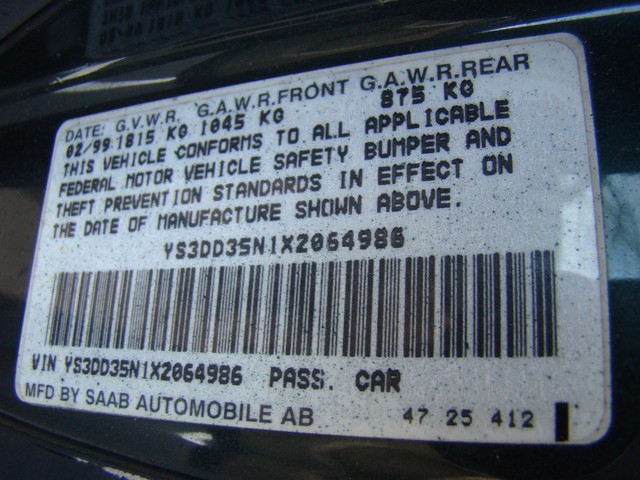 DATE: G.V.W.R. G.A.W.R.FRONT G.A.W.R.REAR
02/99 1815 KG 1045 KG 875 KG
THIS VEHICLE CONFORMS TO ALL APPLICABLE
FEDERAL MOTOR VEHICLE SAFETY BUMPER AND
THEFT PREVENTION STANDARDS IN EFFECT ON
THE DATE OF MANUFACTURE SHOWN ABOVE.
YS3DD35N1X2064986
VIN YS3DD35N1X2064986 PASS. CAR
MFD BY SAAB AUTOMOBILE AB 47 25 412